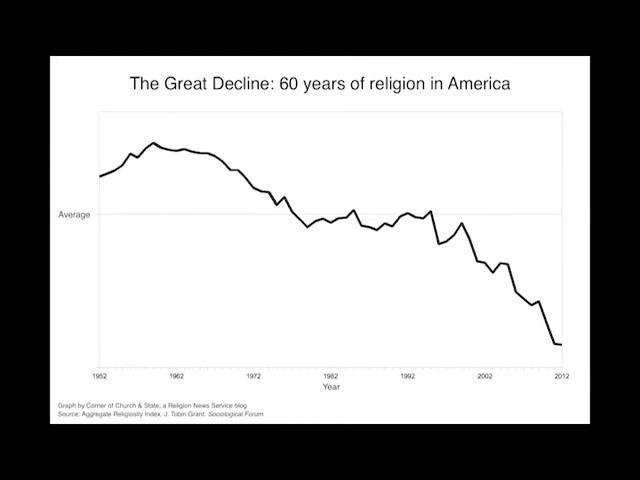 The Great Decline: 60 years of religion in America
Average
1952 1962 1972 1982 1992 2002 2012
Year
Graph by Corner of Church & State, a Religion News Service blog
Source: Aggregate Religiosity Index, J. Tobin Grant. Sociological Forum